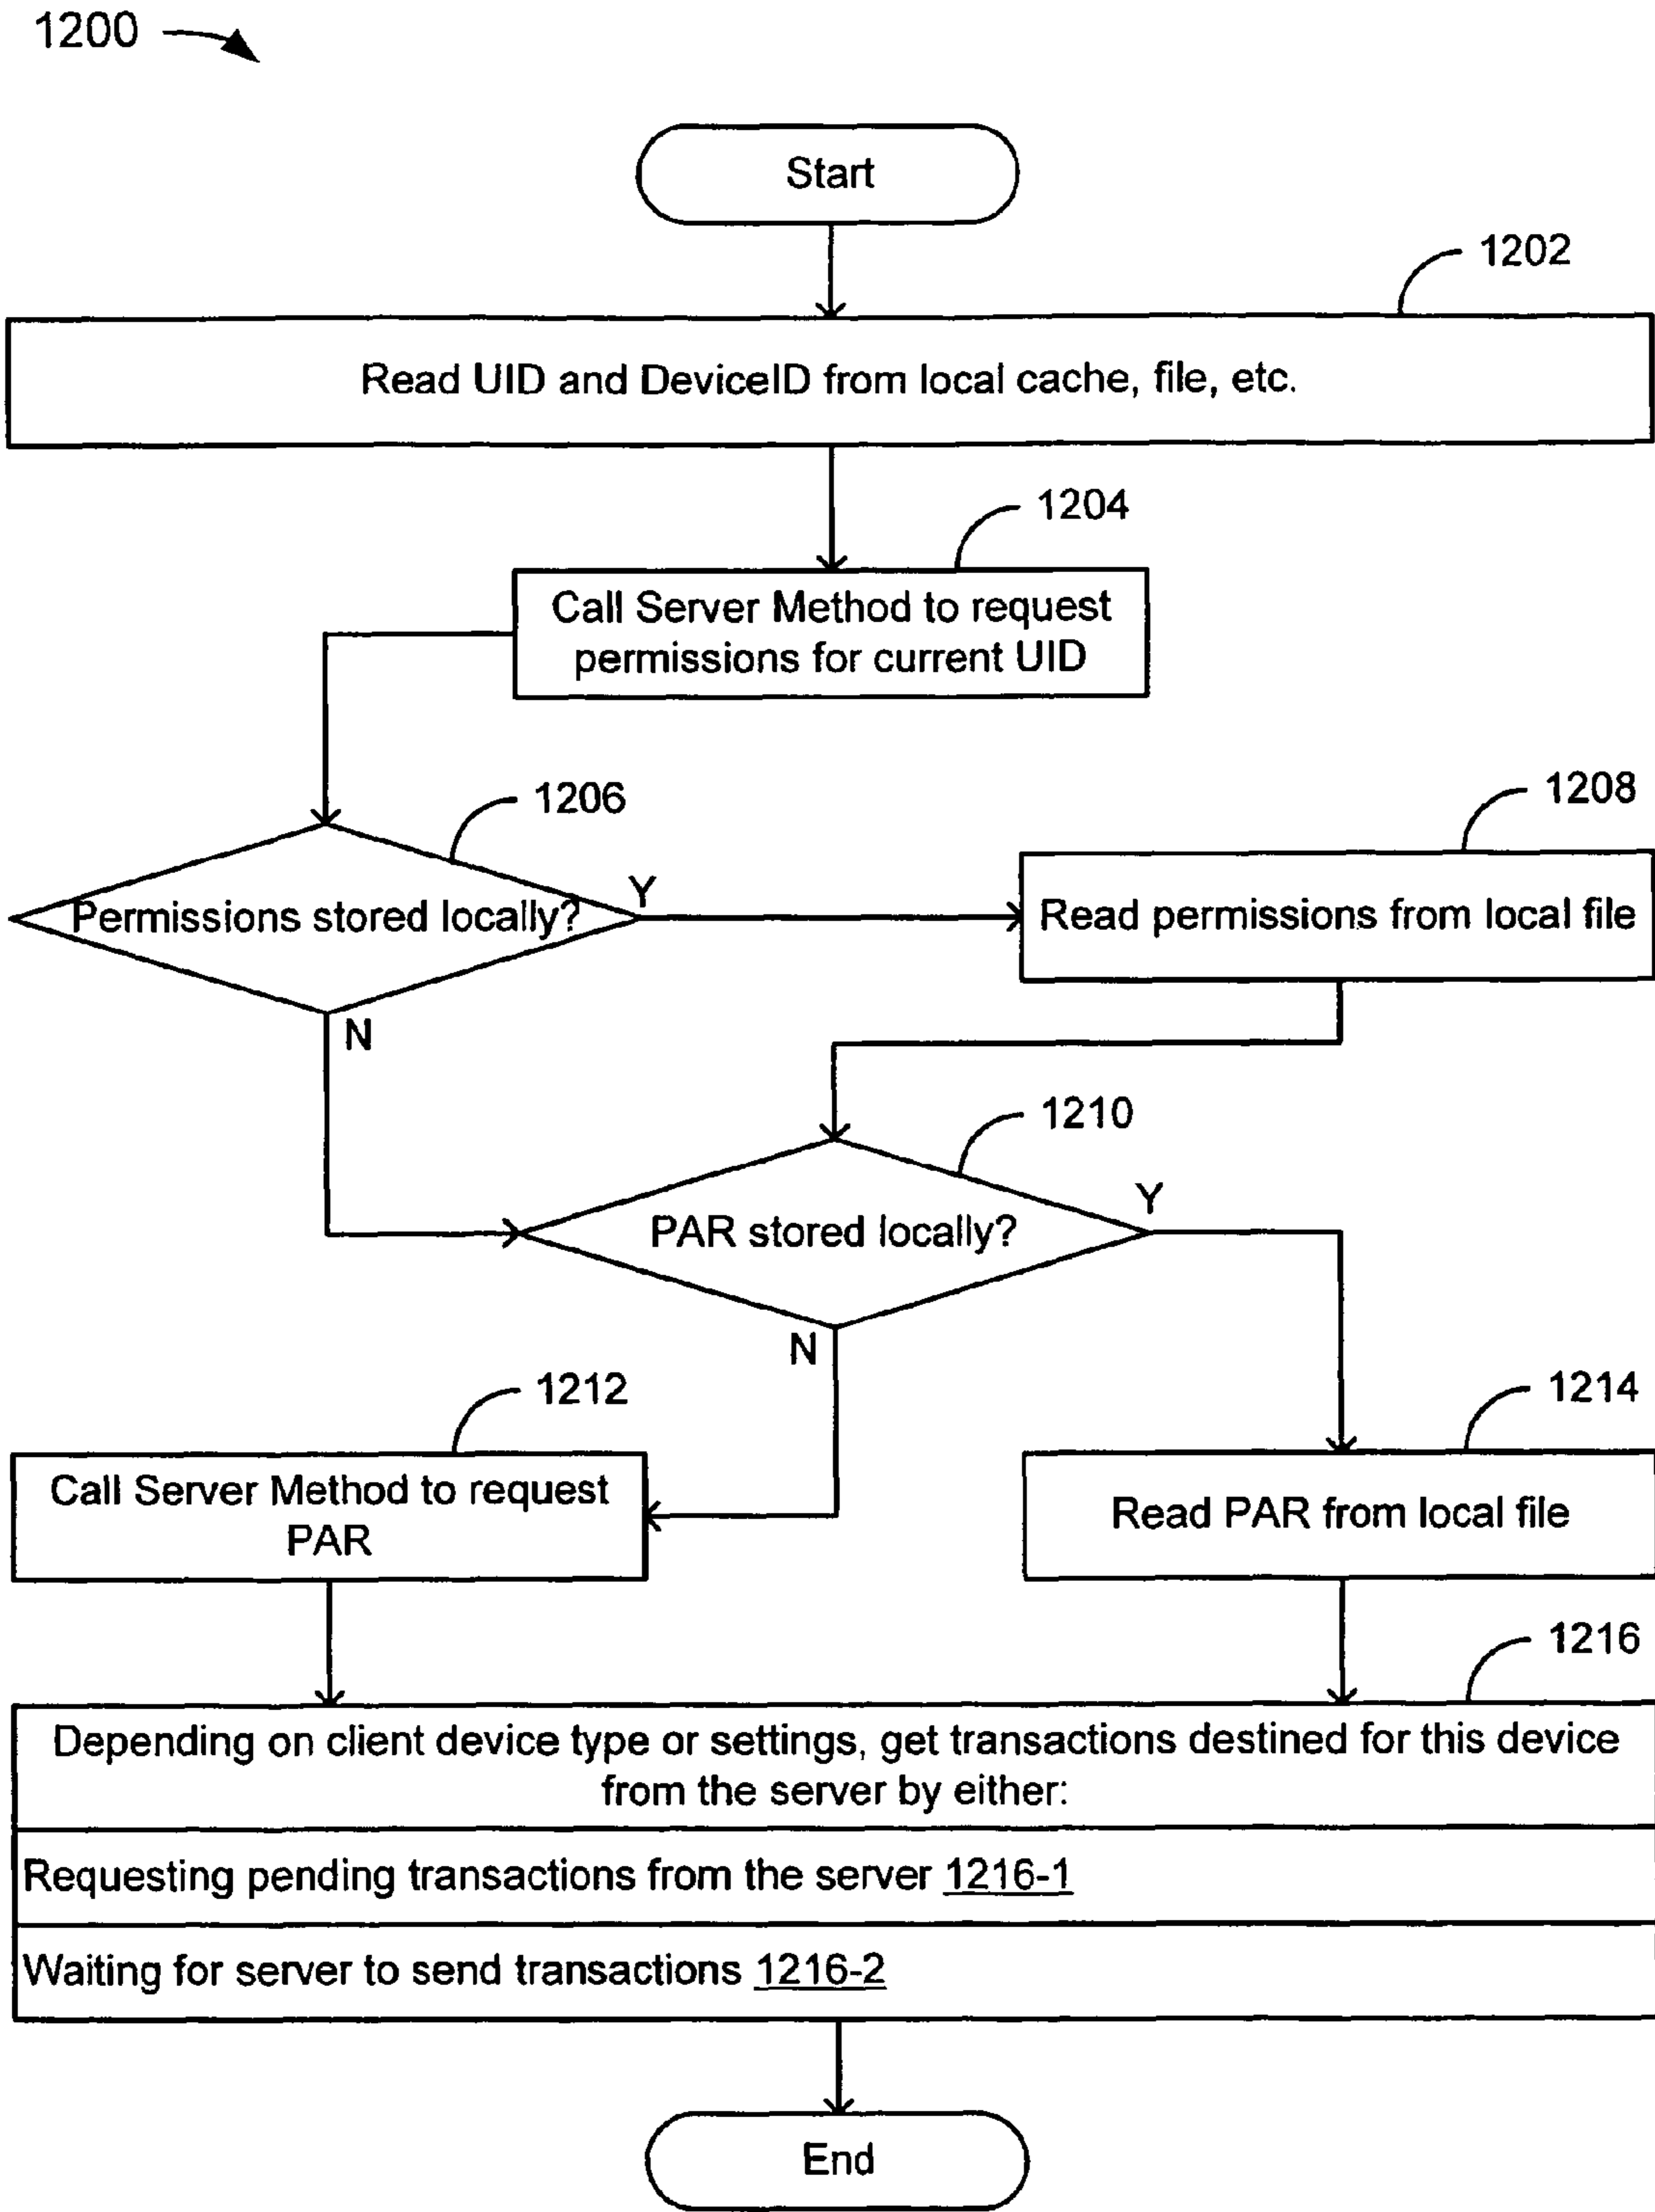 1200
Start
1202
Read UID and DeviceID from local cache, file, etc.
1204
Call Server Method to request
permissions for current UID
1206
1208
Permissions stored locally?
Y
Read permissions from local file
N
1210
PAR stored locally?
Y
N
1212
1214
Call Server Method to request
PAR
Read PAR from local file
1216
Depending on client device type or settings, get transactions destined for this device
from the server by either:
Requesting pending transactions from the server 1216-1
Waiting for server to send transactions 1216-2
End